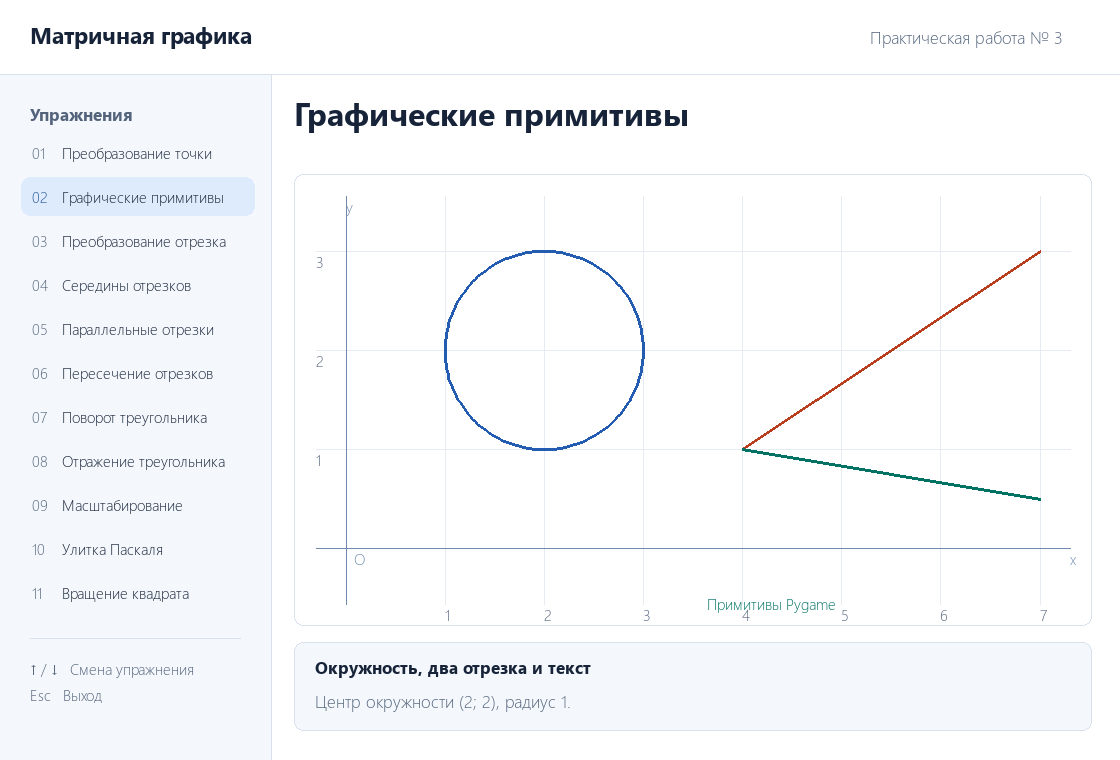 Матричная графика
Практическая работа № 3
Упражнения
01 Преобразование точки
02 Графические примитивы
03 Преобразование отрезка
04 Середины отрезков
05 Параллельные отрезки
06 Пересечение отрезков
07 Поворот треугольника
08 Отражение треугольника
09 Масштабирование
10 Улитка Паскаля
11 Вращение квадрата
↑ / ↓ Смена упражнения
Esc Выход
Графические примитивы
y
3
2
1
O
x
Примитивы Pygame
1 2 3 4 5 6 7
Окружность, два отрезка и текст
Центр окружности (2; 2), радиус 1.